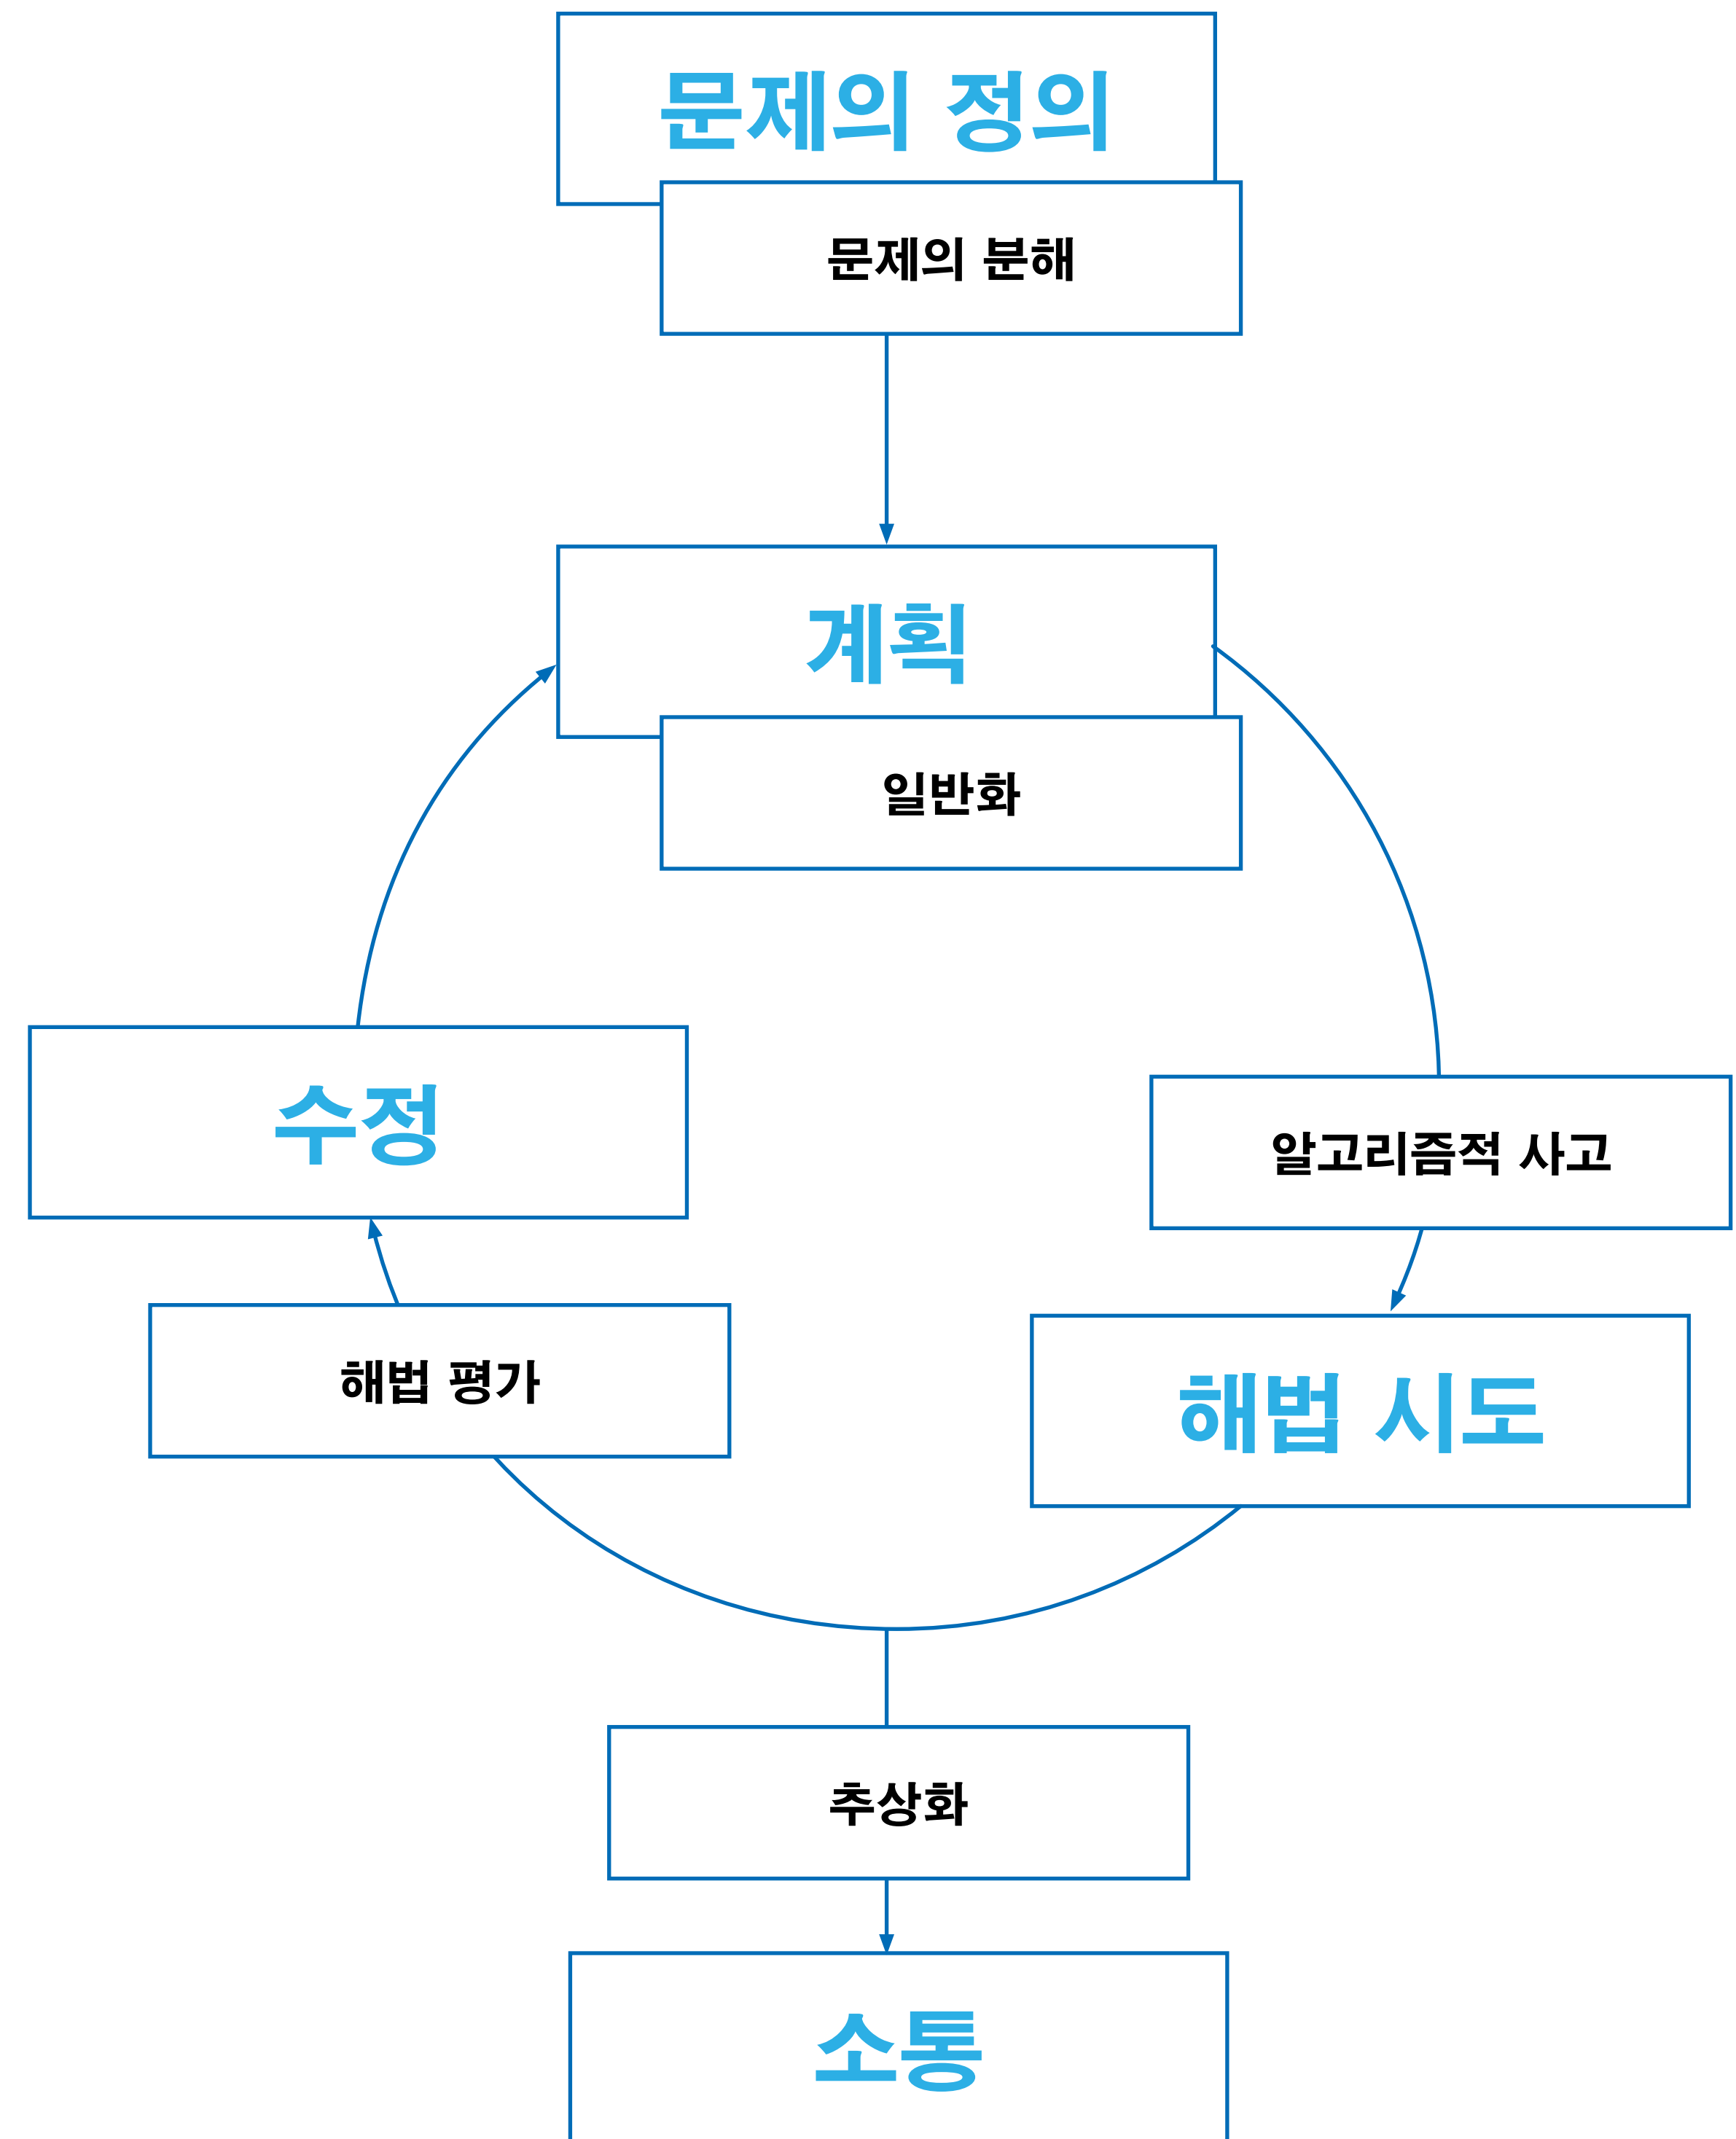 문제의 정의
문제의 분해
계획
일반화
수정
알고리즘적 사고
해법 평가
해법 시도
추상화
소통